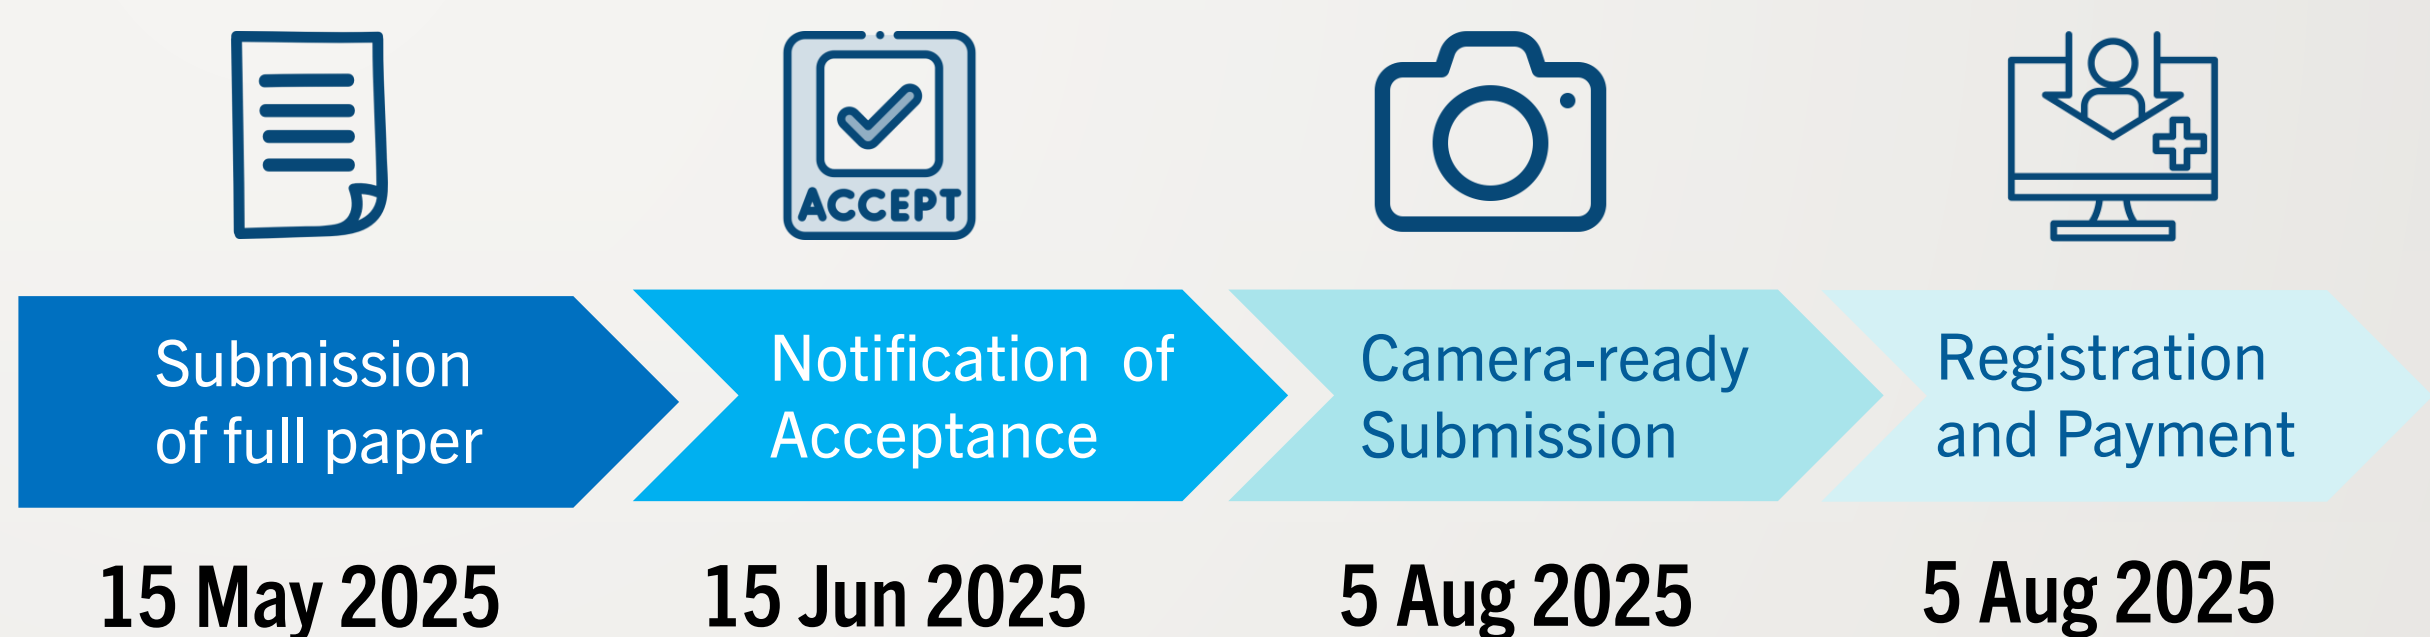 ACCEPT
Submission
of full paper
Notification of
Acceptance
Camera-ready
Submission
Registration
and Payment
15 May 2025
15 Jun 2025
5 Aug 2025
5 Aug 2025